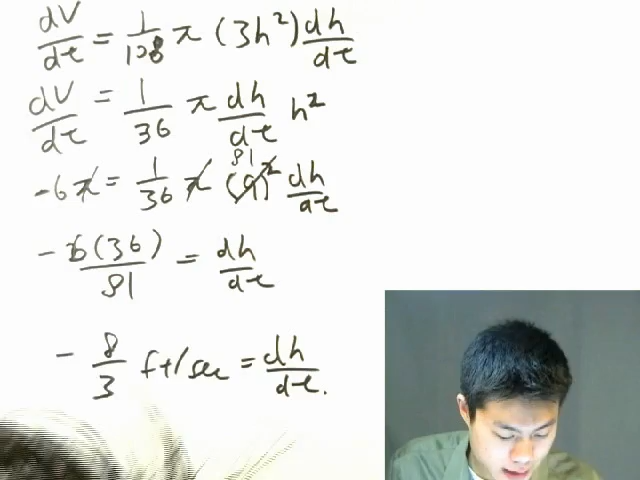 dV/dt = 1/108 π (3h²) dh/dt
dV/dt = 1/36 π dh/dt h²
-6π = 1/36 π (9)² 81 dh/dt
-6(36)/81 = dh/dt
-8/3 ft/sec = dh/dt.